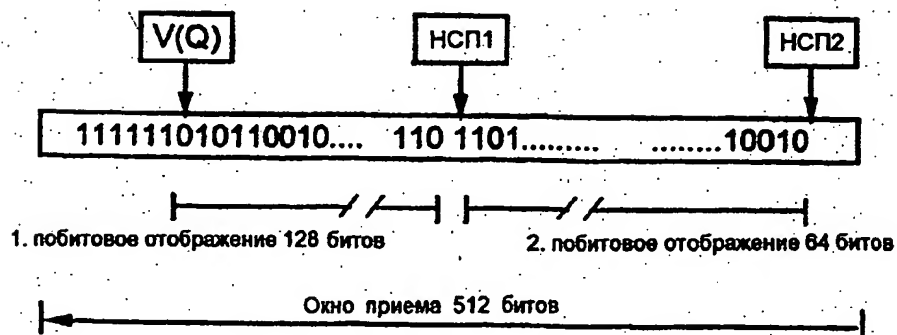 V(Q) НСП1 НСП2
111111010110010.... 110 1101......... ........10010
1. побитовое отображение 128 битов 2. побитовое отображение 64 битов
Окно приема 512 битов